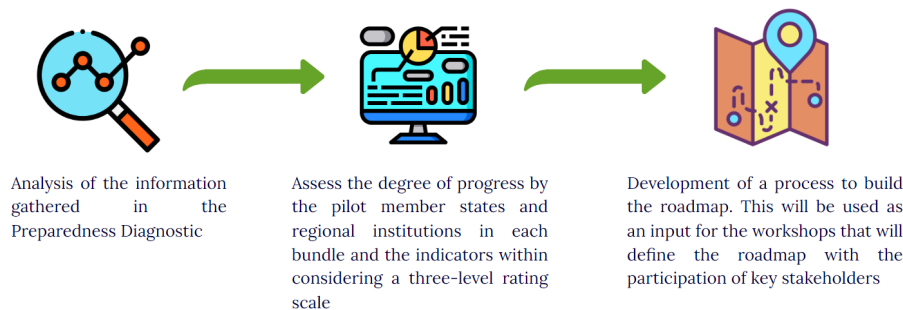 Analysis of the information
gathered in the
Preparedness Diagnostic
Assess the degree of progress by
the pilot member states and
regional institutions in each
bundle and the indicators within
considering a three-level rating
scale
Development of a process to build
the roadmap. This will be used as
an input for the workshops that will
define the roadmap with the
participation of key stakeholders